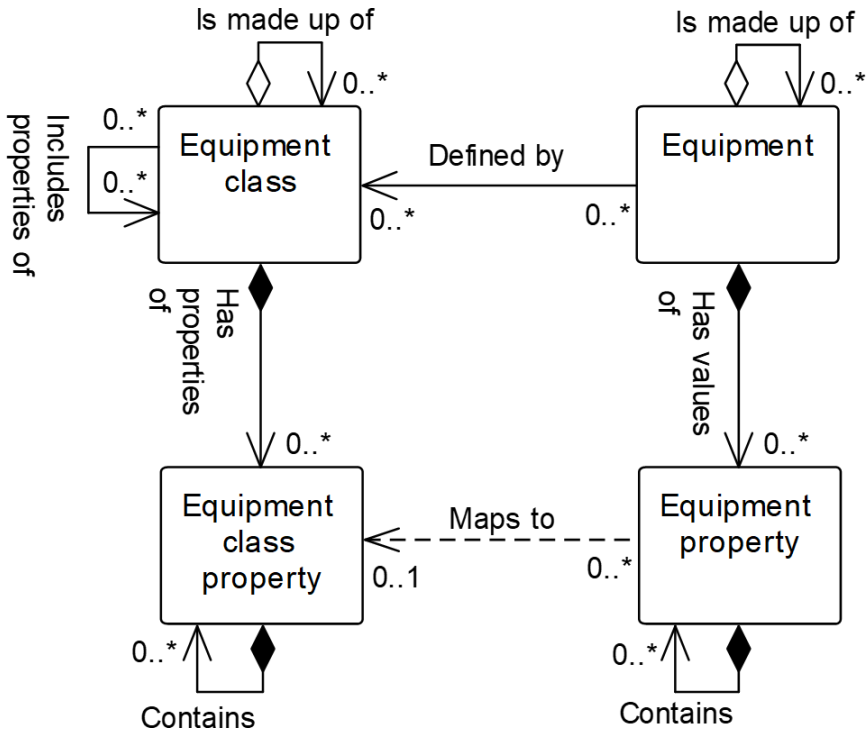 Is made up of
Is made up of
0..*
0..*
0..*
Includes
properties of
0..*
Equipment
class
Defined by
0..*
0..*
Equipment
Has
properties
of
Has values
of
0..*
0..*
Equipment
class
property
Maps to
0..1
0..*
Equipment
property
0..*
0..*
Contains
Contains